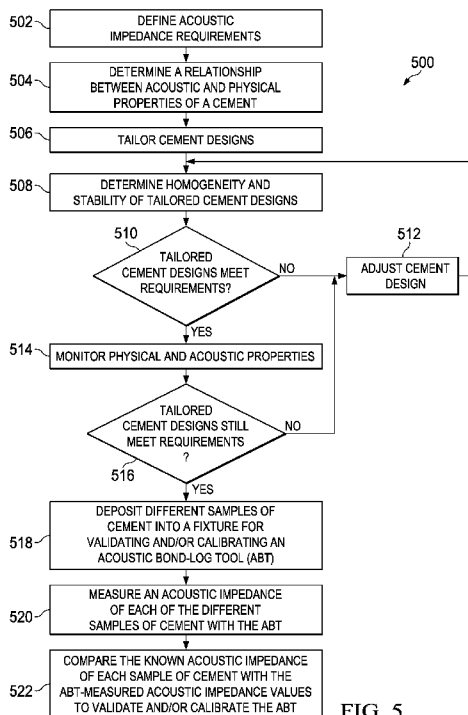 502
DEFINE ACOUSTIC
IMPEDANCE REQUIREMENTS
504
DETERMINE A RELATIONSHIP
BETWEEN ACOUSTIC AND PHYSICAL
PROPERTIES OF A CEMENT
500
506
TAILOR CEMENT DESIGNS
508
DETERMINE HOMOGENEITY AND
STABILITY OF TAILORED CEMENT DESIGNS
510
TAILORED
CEMENT DESIGNS MEET
REQUIREMENTS?
NO
512
ADJUST CEMENT
DESIGN
YES
514
MONITOR PHYSICAL AND ACOUSTIC PROPERTIES
TAILORED
CEMENT DESIGNS STILL
MEET REQUIREMENTS
?
NO
516
YES
518
DEPOSIT DIFFERENT SAMPLES OF
CEMENT INTO A FIXTURE FOR
VALIDATING AND/OR CALIBRATING AN
ACOUSTIC BOND-LOG TOOL (ABT)
520
MEASURE AN ACOUSTIC IMPEDANCE
OF EACH OF THE DIFFERENT
SAMPLES OF CEMENT WITH THE ABT
522
COMPARE THE KNOWN ACOUSTIC IMPEDANCE
OF EACH SAMPLE OF CEMENT WITH THE
ABT-MEASURED ACOUSTIC IMPEDANCE VALUES
TO VALIDATE AND/OR CALIBRATE THE ABT
FIG. 5